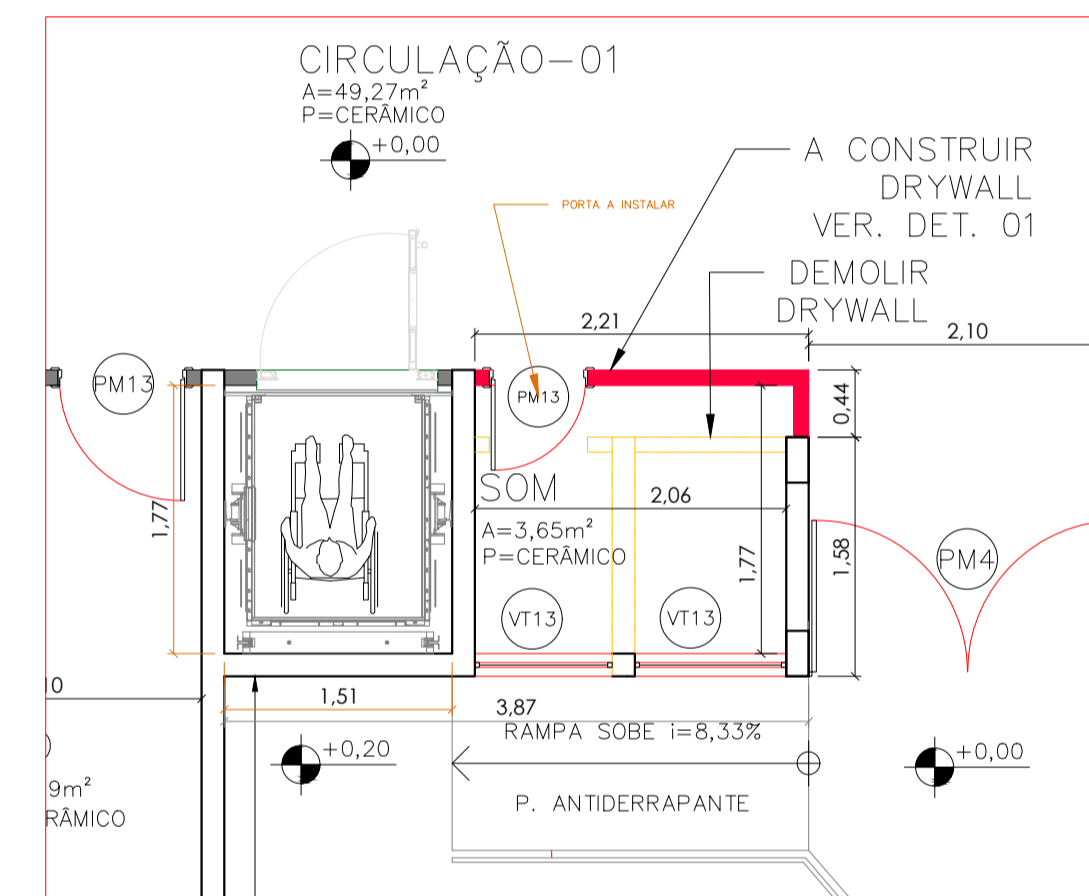 CIRCULAÇÃO-01
A=49,27m²
P=CERÂMICO
+0,00
A CONSTRUIR
DRYWALL
VER. DET. 01
PORTA A INSTALAR
DEMOLIR
DRYWALL
2,21
2,10
PM13
PM13
0,44
SOM
2,06
A=3,65m²
P=CERÂMICO
1,77
1,77
1,58
PM4
VT13
VT13
10
1,51
3,87
RAMPA SOBE i=8,33%
+0,20
+0,00
9m²
RÂMICO
P. ANTIDERRAPANTE